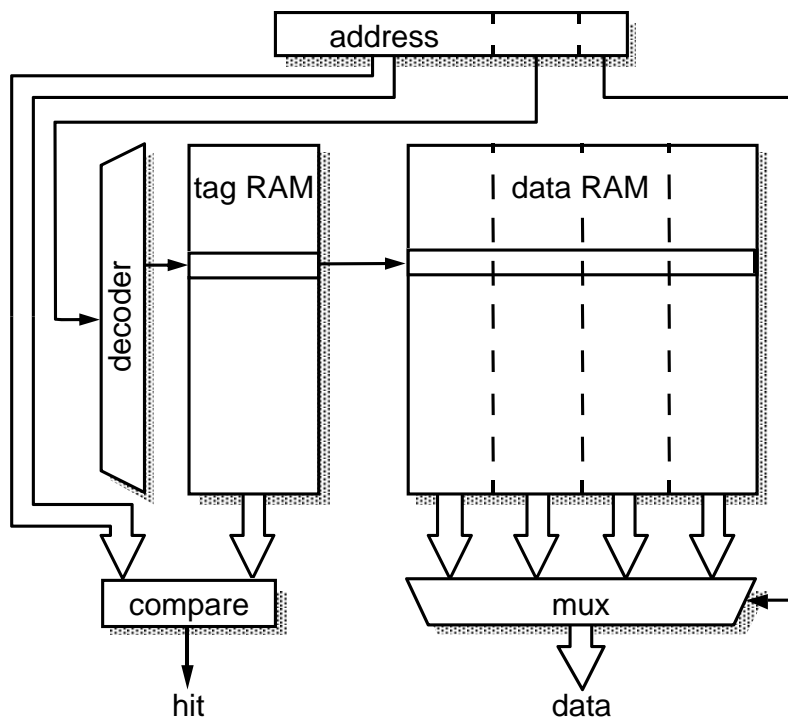 address
tag RAM
data RAM
decoder
compare
mux
hit
data